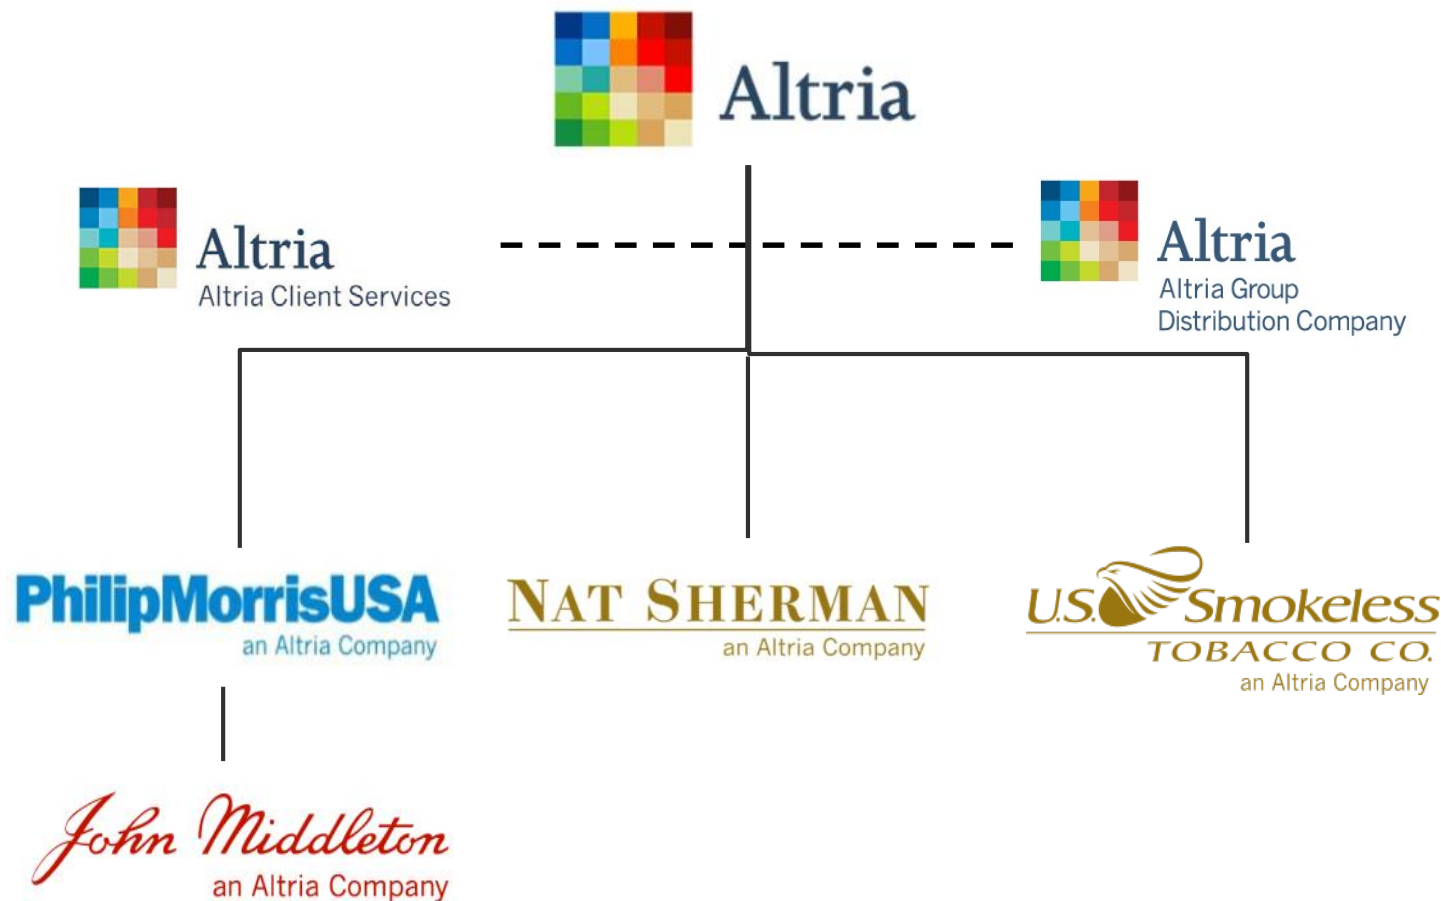 Altria
Altria
Altria Client Services
Altria
Altria Group
Distribution Company
PhilipMorrisUSA
an Altria Company
NAT SHERMAN
an Altria Company
U.S. Smokeless
TOBACCO CO.
an Altria Company
John Middleton
an Altria Company